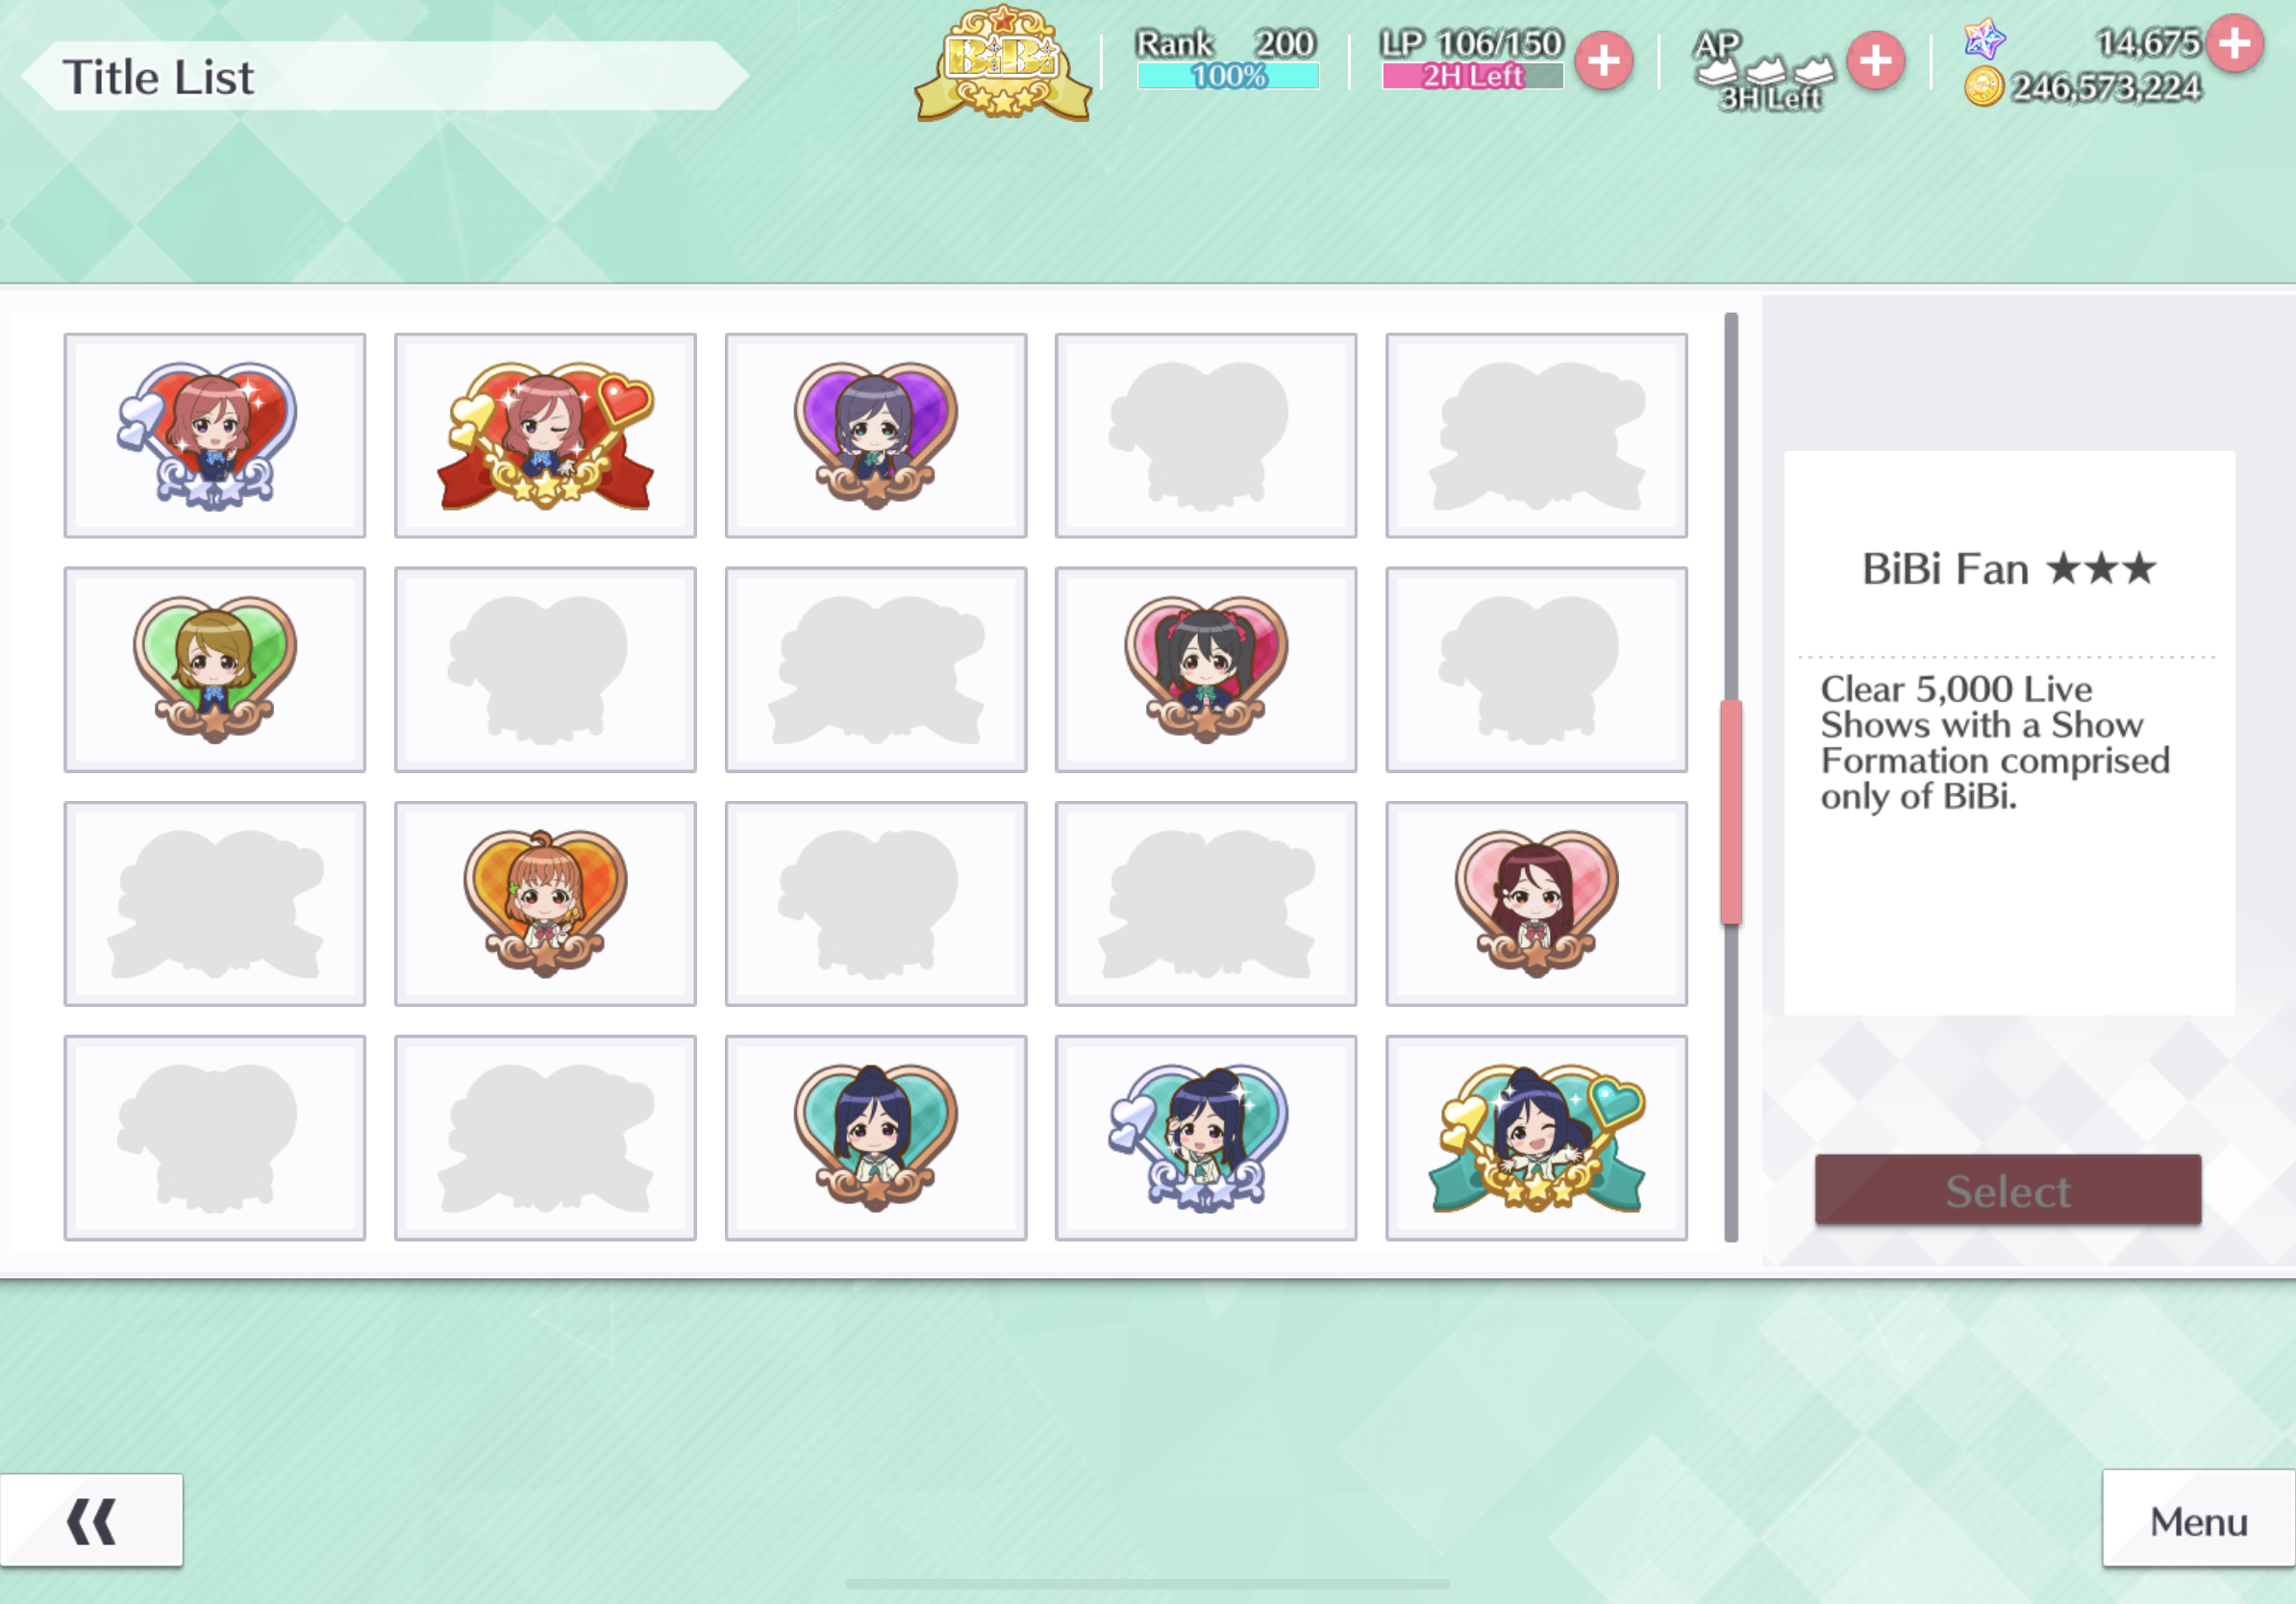 Title List
BiBi
Rank 200
100%
LP 106/150
2H Left
AP
3H Left
14,675
246,573,224
BiBi Fan ★★★
Clear 5,000 Live
Shows with a Show
Formation comprised
only of BiBi.
Select
Menu